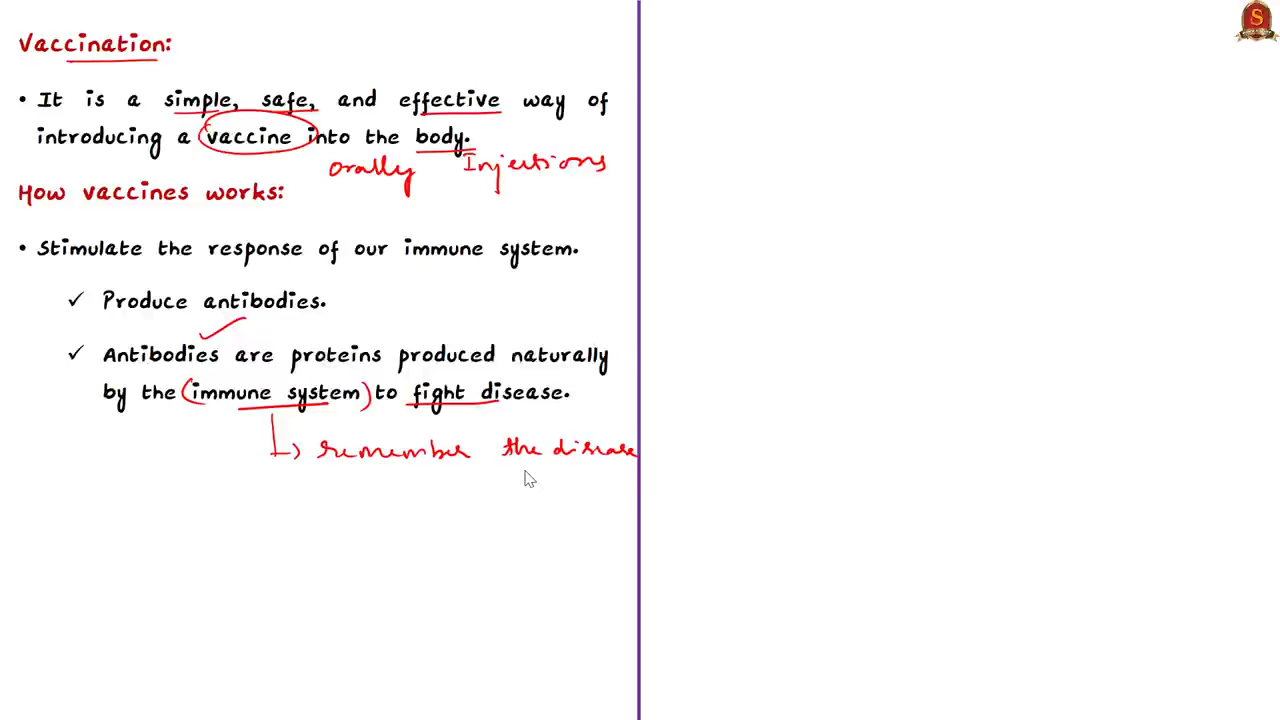 Vaccination:
• It is a simple, safe, and effective way of
introducing a vaccine into the body.
Orally Injections
How vaccines works:
• Stimulate the response of our immune system.
✓ Produce antibodies.
✓ Antibodies are proteins produced naturally
by the (immune system) to fight disease.
→ remember the disease
S